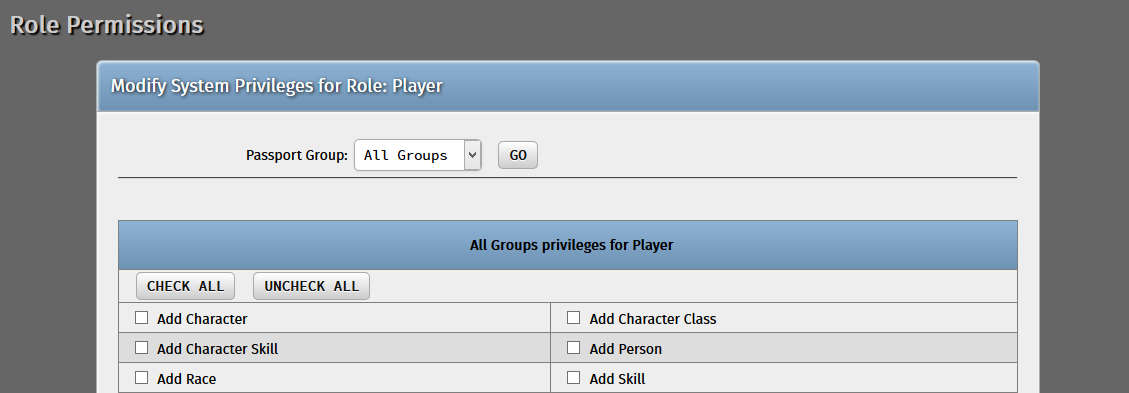 Role Permissions
Modify System Privileges for Role: Player
Passport Group: All Groups GO
All Groups privileges for Player
CHECK ALL UNCHECK ALL
Add Character Add Character Class
Add Character Skill Add Person
Add Race Add Skill